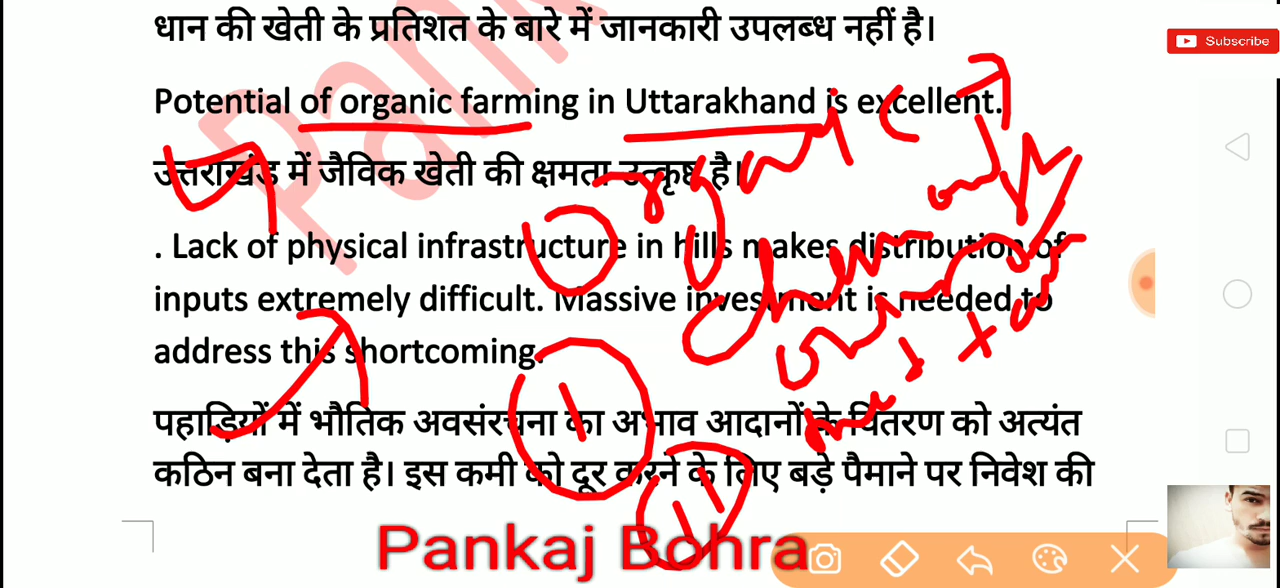 धान की खेती के प्रतिशत के बारे में जानकारी उपलब्ध नहीं है।
Subscribe
Potential of organic farming in Uttarakhand is excellent.
उत्तराखंड में जैविक खेती की क्षमता उत्कृष्ट है।
organic
. Lack of physical infrastructure in hills makes distribution of
inputs extremely difficult. Massive investment is needed to
address this shortcoming.
पहाड़ियों में भौतिक अवसंरचना का अभाव आदानों के वितरण को अत्यंत
कठिन बना देता है। इस कमी को दूर करने के लिए बड़े पैमाने पर निवेश की
Pankaj Bohra